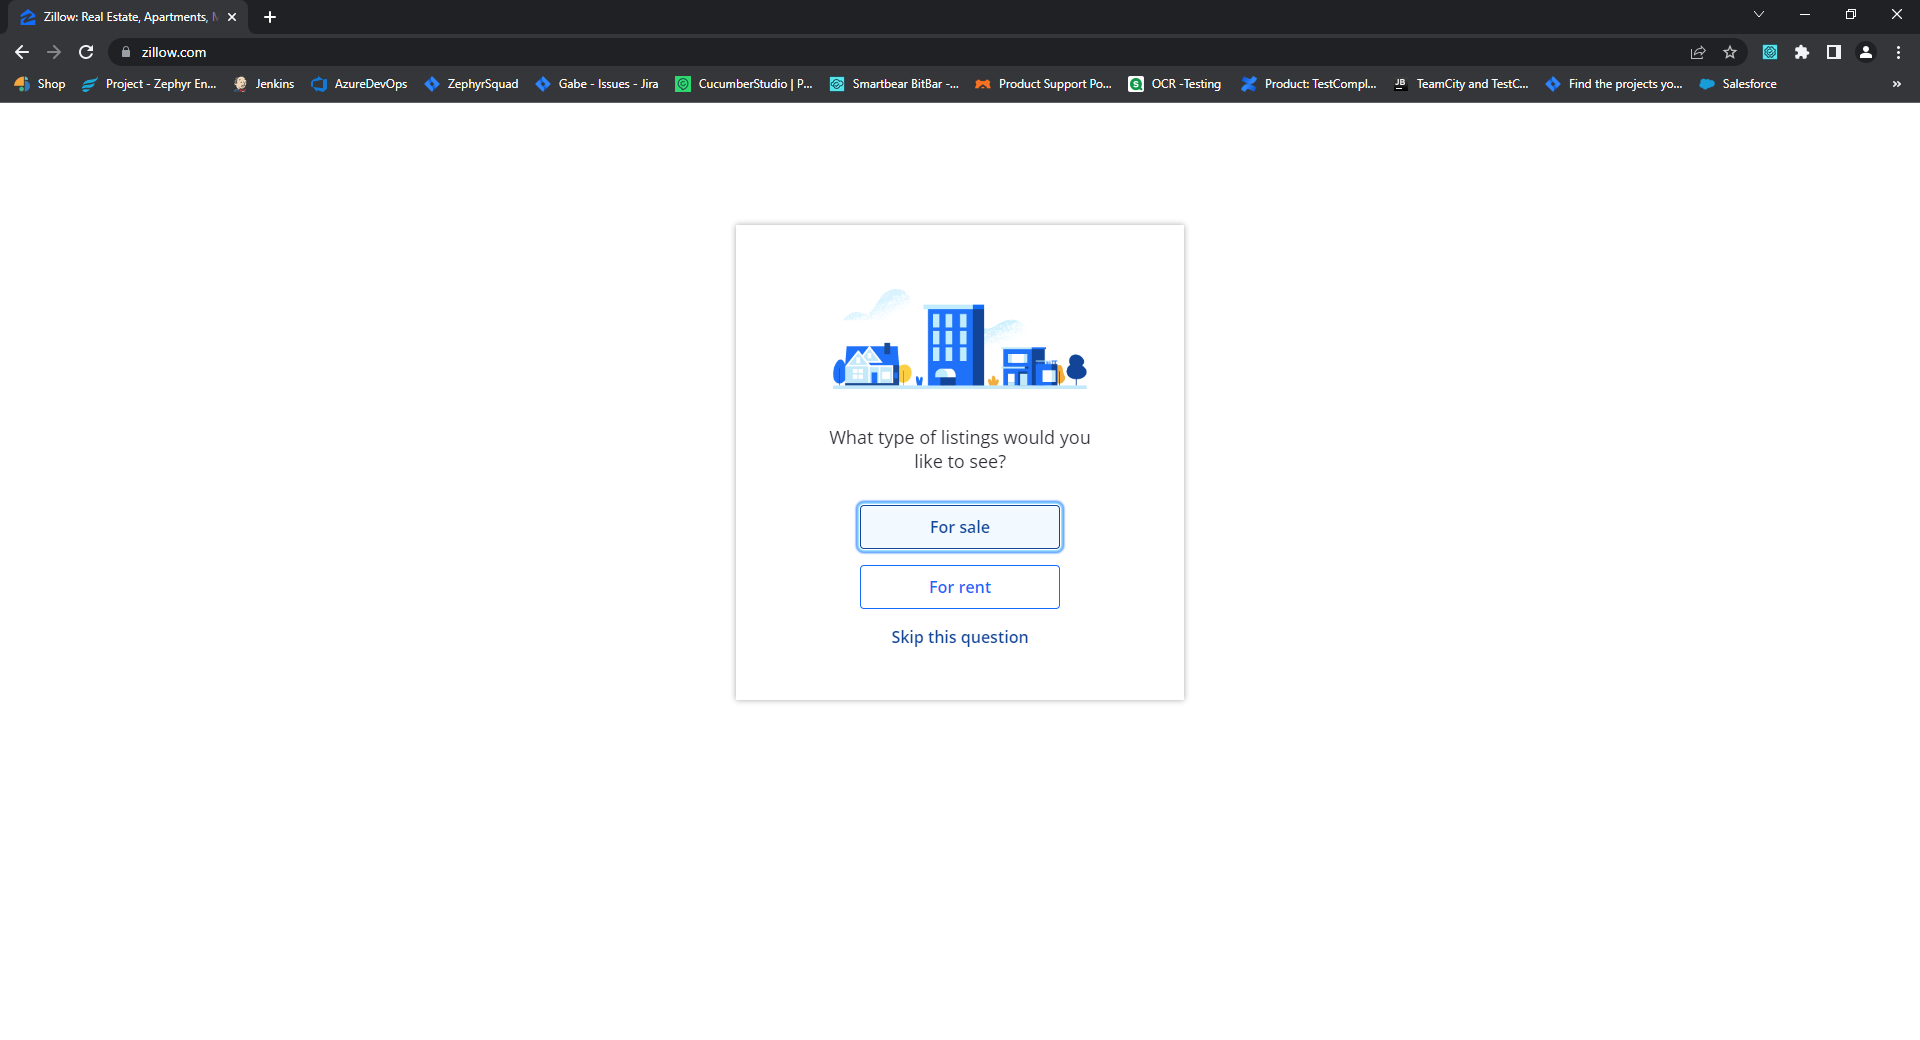 Zillow: Real Estate, Apartments,
zillow.com
Shop Project - Zephyr En... Jenkins AzureDevOps ZephyrSquad Gabe - Issues - Jira CucumberStudio | P... Smartbear BitBar -... Product Support Po... OCR -Testing Product: TestCompl... JB TeamCity and TestC... Find the projects yo... Salesforce »
What type of listings would you
like to see?
For sale
For rent
Skip this question